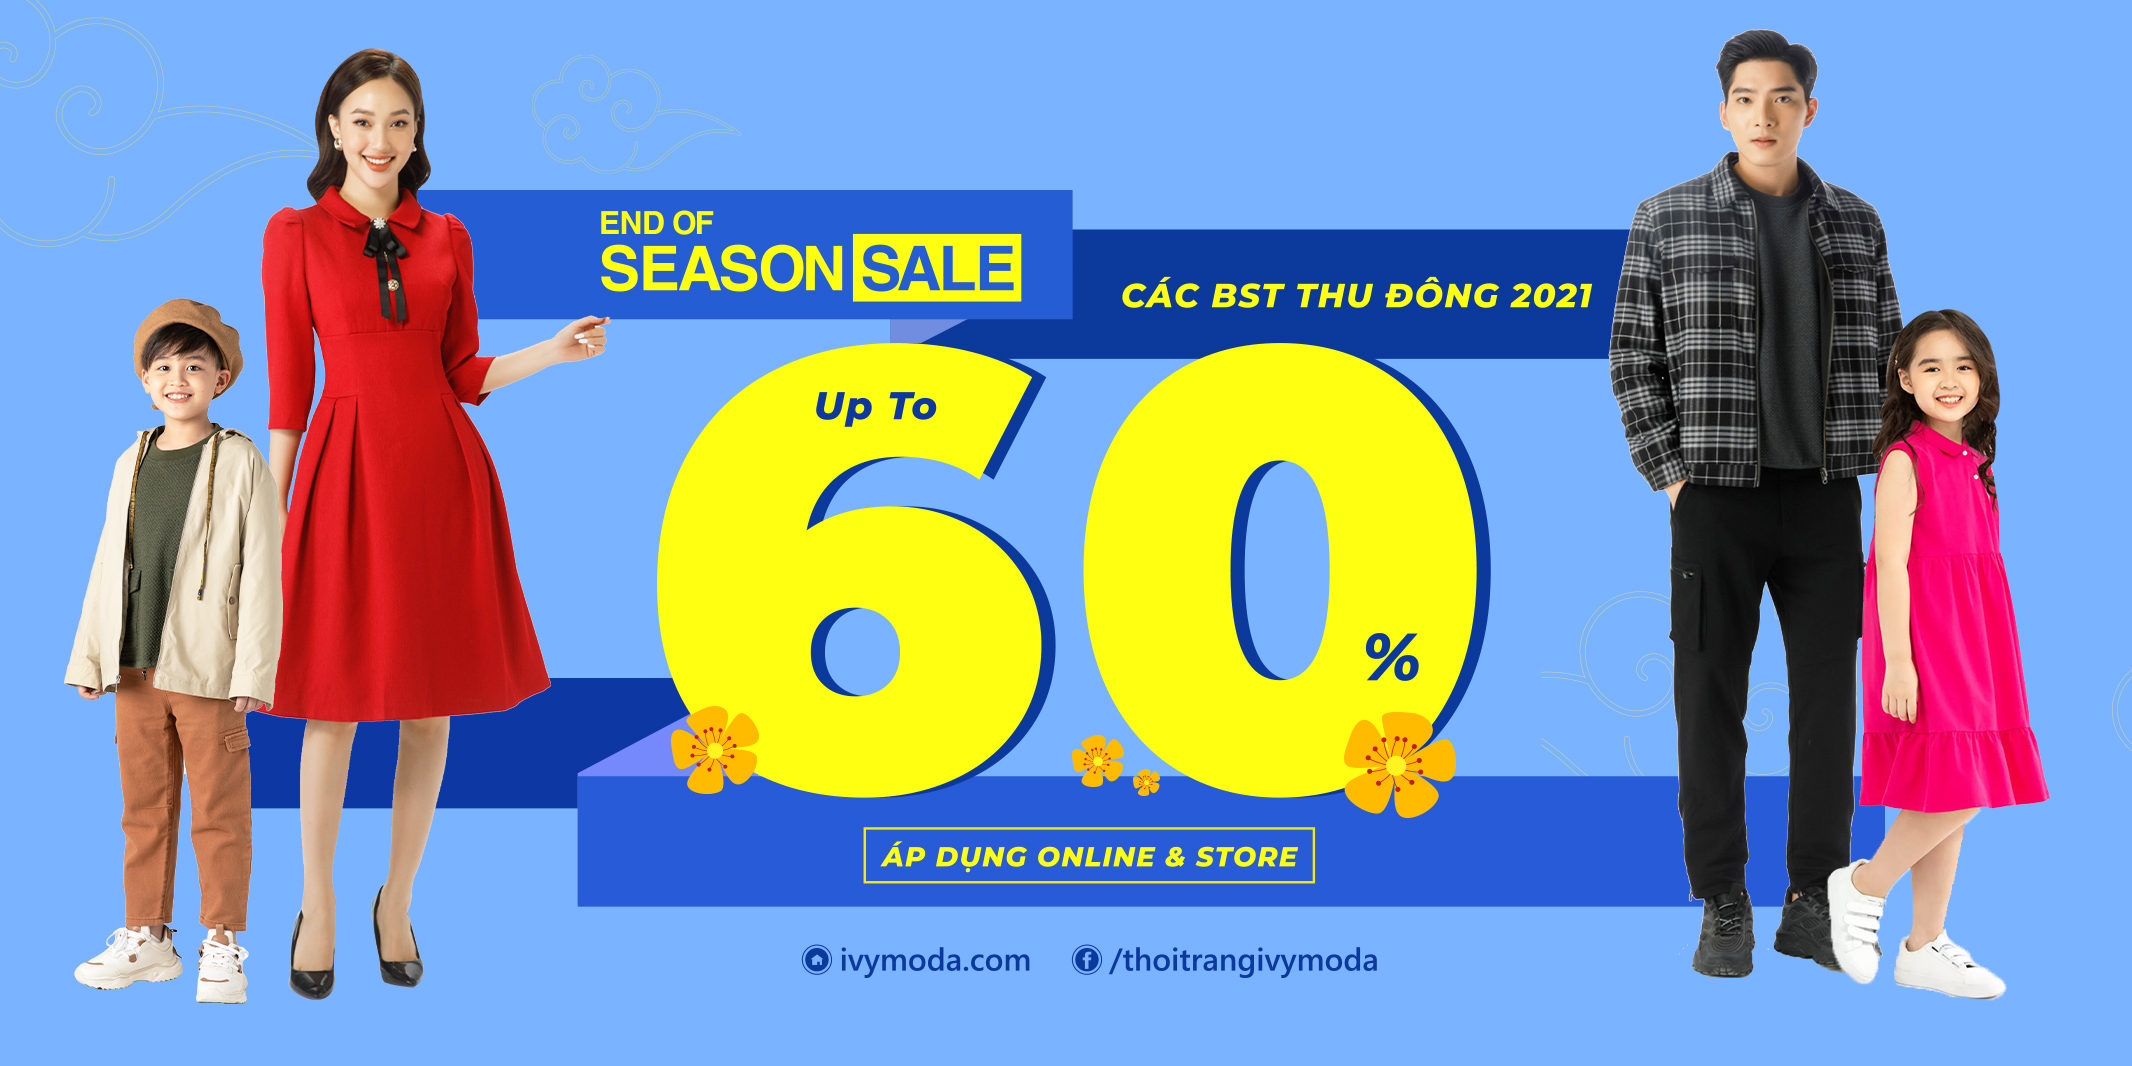 END OF
SEASON SALE
CÁC BST THU ĐÔNG 2021
Up To
60
%
ÁP DỤNG ONLINE & STORE
ivymoda.com
/thoitrangivymoda